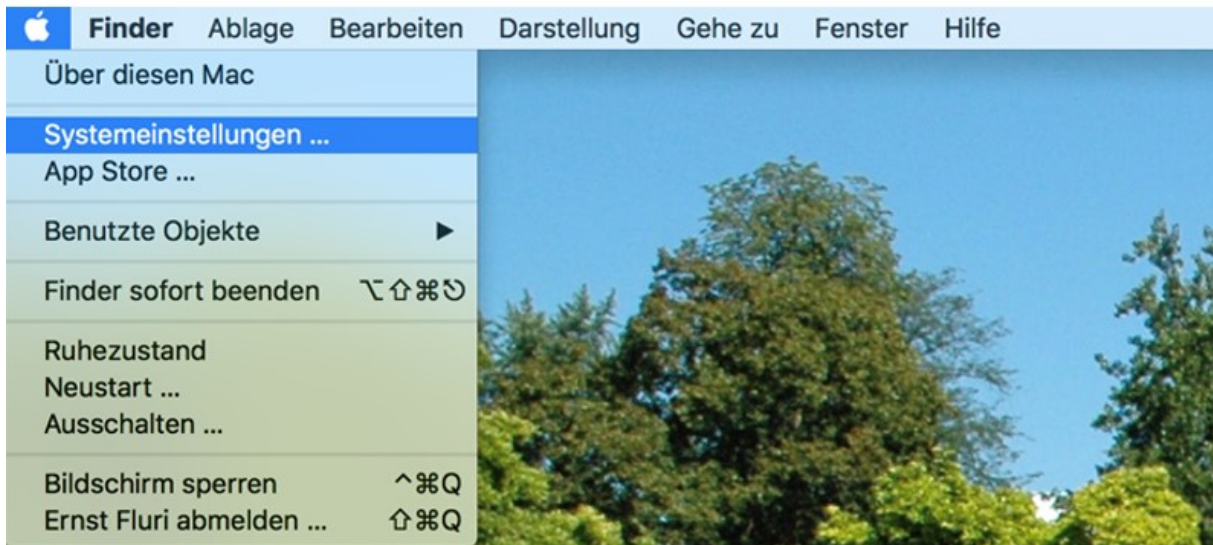 Finder Ablage Bearbeiten Darstellung Gehe zu Fenster Hilfe
Über diesen Mac
Systemeinstellungen ...
App Store ...
Benutzte Objekte ▶
Finder sofort beenden ⌥⇧⌘⎋
Ruhezustand
Neustart ...
Ausschalten ...
Bildschirm sperren ^⌘Q
Ernst Fluri abmelden ... ⇧⌘Q